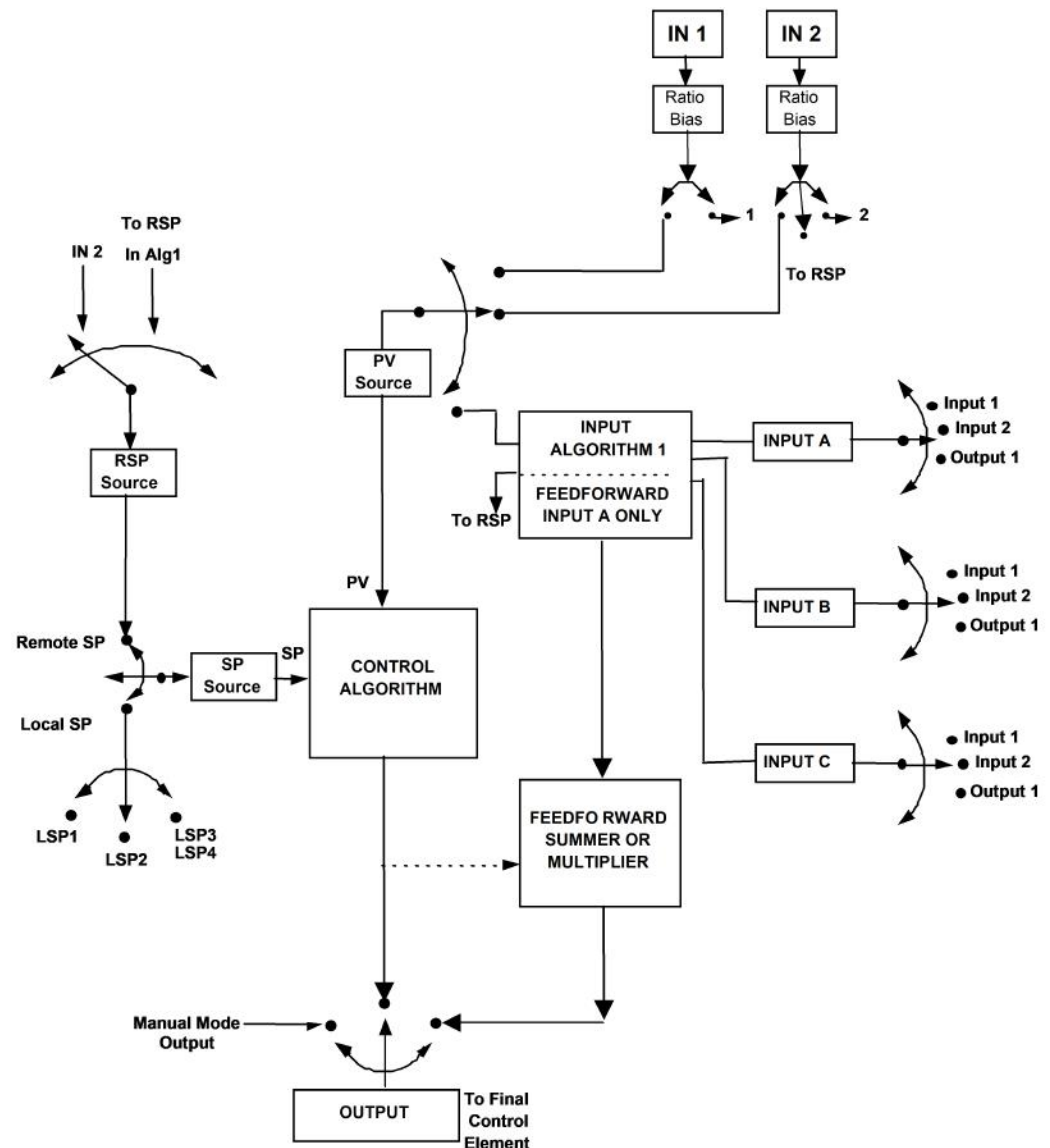 IN 1
IN 2
Ratio
Bias
Ratio
Bias
1
2
To RSP
To RSP
IN 2
In Alg1
PV
Source
RSP
Source
INPUT
ALGORITHM 1
FEEDFORWARD
INPUT A ONLY
To RSP
INPUT A
Input 1
Input 2
Output 1
INPUT B
Input 1
Input 2
Output 1
INPUT C
Input 1
Input 2
Output 1
PV
Remote SP
SP
Source
SP
CONTROL
ALGORITHM
Local SP
LSP1
LSP2
LSP3
LSP4
FEEDFO RWARD
SUMMER OR
MULTIPLIER
Manual Mode
Output
OUTPUT
To Final
Control
Element